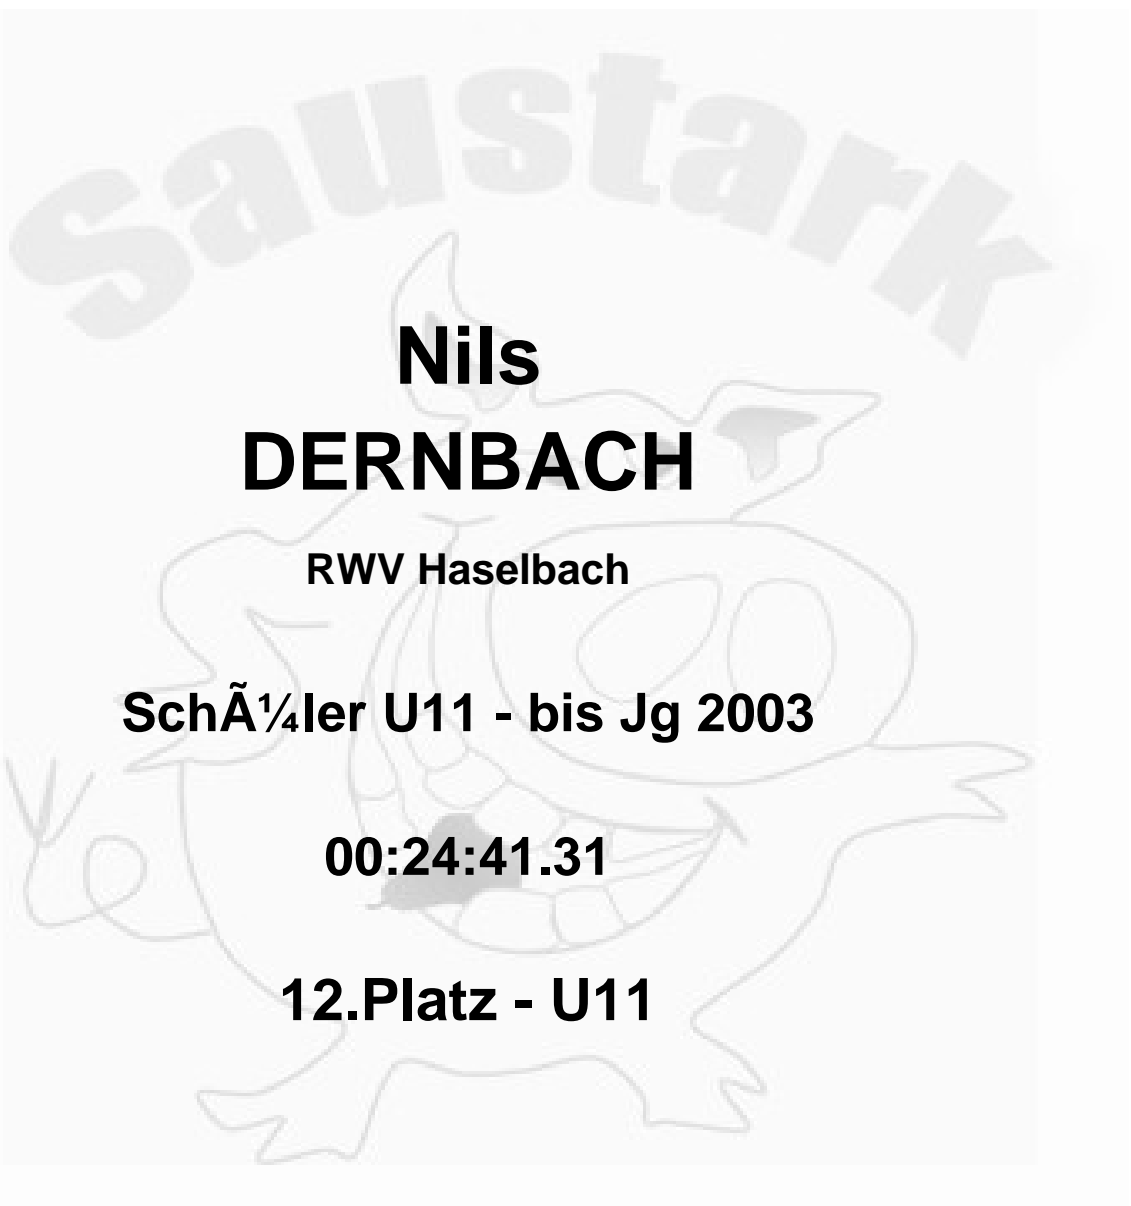 Saustark
Nils
DERNBACH
RWV Haselbach
SchÃ¼ler U11 - bis Jg 2003
00:24:41.31
12.Platz - U11